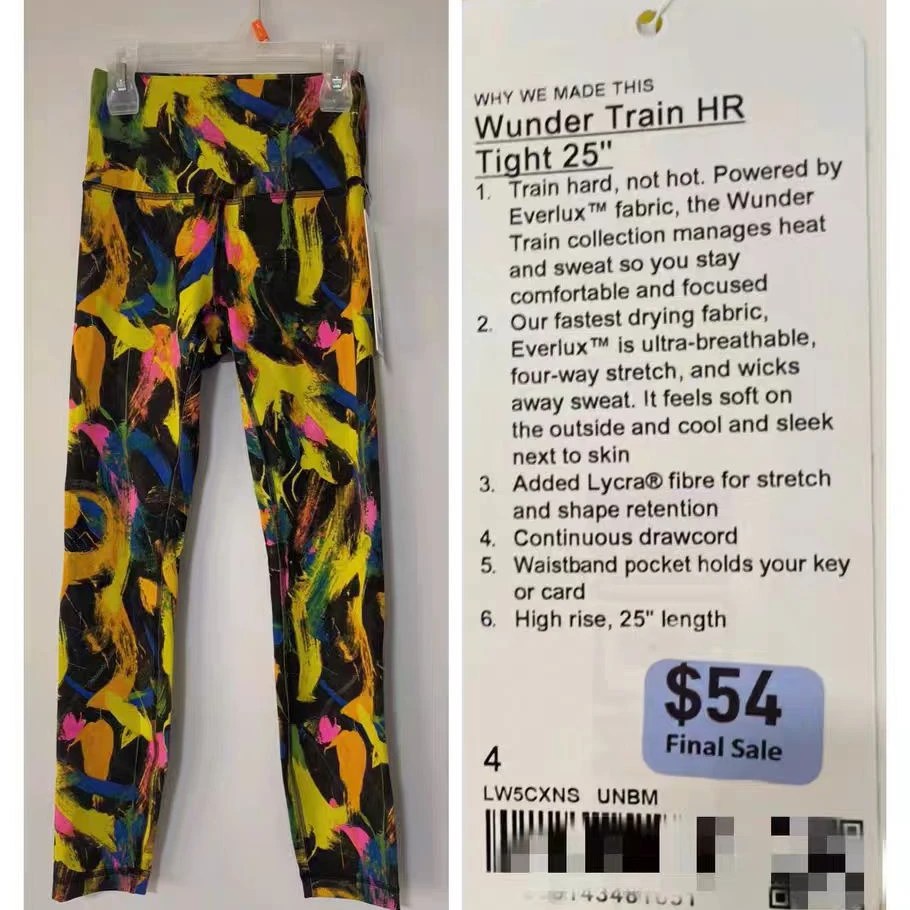 WHY WE MADE THIS
Wunder Train HR
Tight 25"
1. Train hard, not hot. Powered by
Everlux™ fabric, the Wunder
Train collection manages heat
and sweat so you stay
comfortable and focused
2. Our fastest drying fabric,
Everlux™ is ultra-breathable,
four-way stretch, and wicks
away sweat. It feels soft on
the outside and cool and sleek
next to skin
3. Added Lycra® fibre for stretch
and shape retention
4. Continuous drawcord
5. Waistband pocket holds your key
or card
6. High rise, 25" length
$54
Final Sale
4
LW5CXNS UNBM